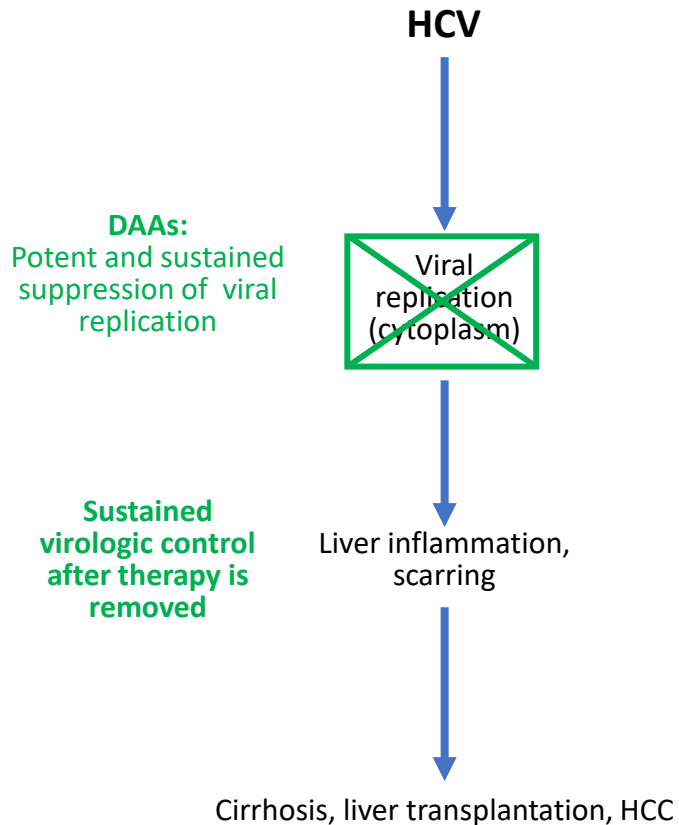 HCV
DAAs:
Potent and sustained
suppression of viral
replication
Viral
replication
(cytoplasm)
Sustained
virologic control
after therapy is
removed
Liver inflammation,
scarring
Cirrhosis, liver transplantation, HCC